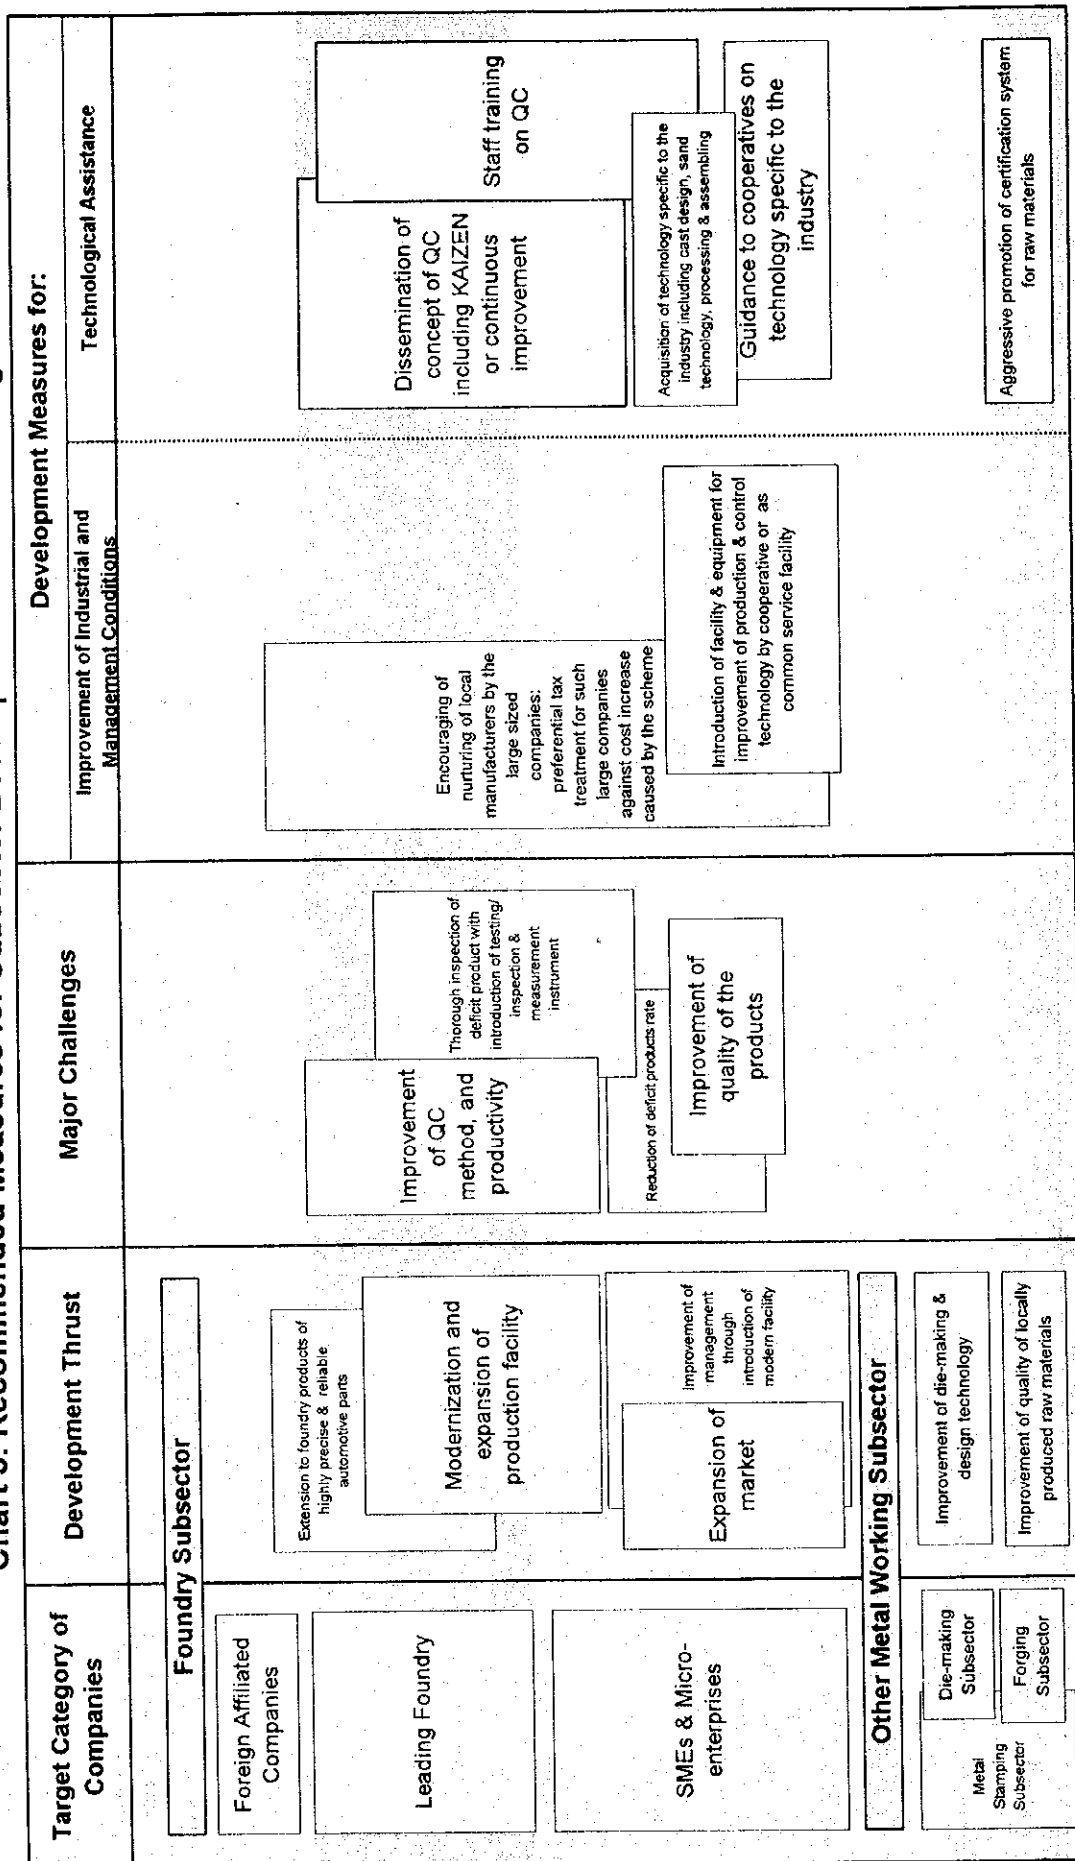 Development Measures for:
Target Category of
Companies
Development Thrust
Major Challenges
Improvement of Industrial and
Management Conditions
Technological Assistance
Foundry Subsector
Foreign Affiliated
Companies
Leading Foundry
SMEs & Micro-
enterprises
Extension to foundry products of
highly precise & reliable
automotive parts
Modernization and
expansion of
production facility
Improvement of
management
through
introduction of
modern facility
Expansion of
market
Improvement
of QC
method, and
productivity
Thorough inspection of
deficit product with
introduction of testing/
inspection &
measurement
instrument
Reduction of deficit products rate
Improvement of
quality of the
products
Encouraging of
nurturing of local
manufacturers by the
large sized
companies:
preferential tax
treatment for such
large companies
against cost increase
caused by the scheme
Introduction of facility & equipment for
improvement of production & control
technology by cooperative or as
common service facility
Dissemination of
concept of QC
including KAIZEN
or continuous
improvement
Staff training
on QC
Acquisition of technology specific to the
industry including cast design, sand
technology, processing & assembling
Guidance to cooperatives on
technology specific to the
industry
Other Metal Working Subsector
Metal
Stamping
Subsector
Die-making
Subsector
Forging
Subsector
Improvement of die-making &
design technology
Improvement of quality of locally
produced raw materials
Aggressive promotion of certification system
for raw materials